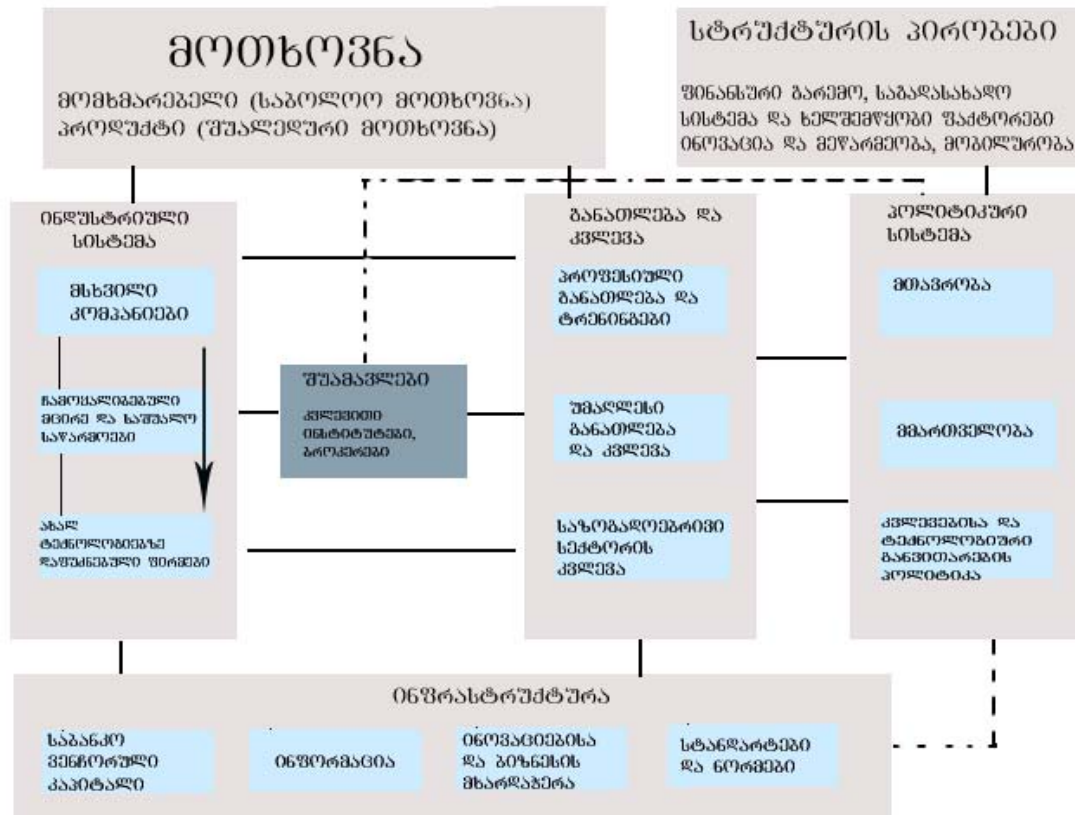 მოთხოვნა
მომხმარებელი (საბოლოო მოთხოვნა)
პროდუქტი (შუალედური მოთხოვნა)
სტრუქტურის პირობები
ფინანსური გარემო, საგადასახადო
სისტემა და ხელშემწყობი ფაქტორები
ინოვაცია და მეწარმეობა, მობილურობა
ინდუსტრიული
სისტემა
მსხვილი
კომპანიები
ჩამოყალიბებული
მცირე და საშუალო
საწარმოები
ახალ
ტექნოლოგიებზე
დაფუძნებული ფირმები
შუამავლები
კვლევითი
ინსტიტუტები,
ბროკერები
განათლება და
კვლევა
პროფესიული
განათლება და
ტრენინგები
უმაღლესი
განათლება
და კვლევა
საზოგადოებრივი
სექტორის
კვლევა
პოლიტიკური
სისტემა
მთავრობა
მმართველობა
კვლევებისა და
ტექნოლოგიური
განვითარების
პოლიტიკა
ინფრასტრუქტურა
საბანკო
ვენჩორული
კაპიტალი
ინფორმაცია
ინოვაციებისა
და ბიზნესის
მხარდაჭერა
სტანდარტები
და ნორმები